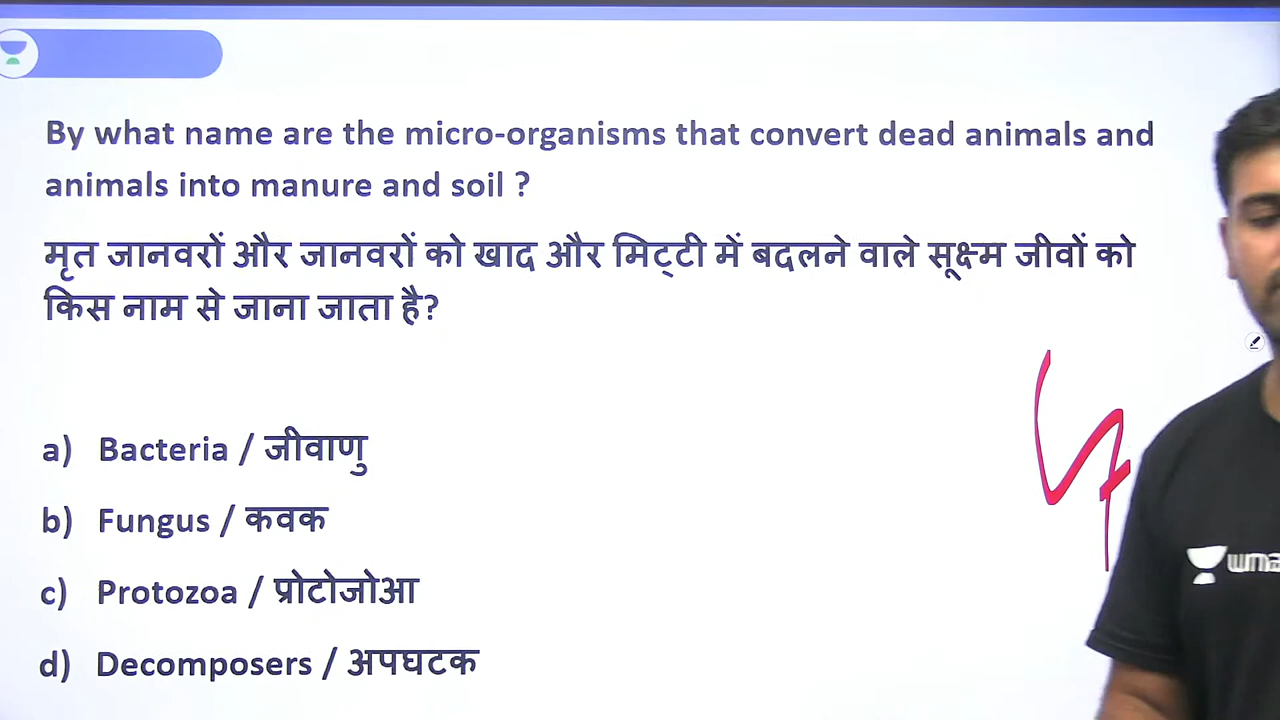 By what name are the micro-organisms that convert dead animals and
animals into manure and soil ?
मृत जानवरों और जानवरों को खाद और मिट्टी में बदलने वाले सूक्ष्म जीवों को
किस नाम से जाना जाता है?
a) Bacteria / जीवाणु
b) Fungus / कवक
c) Protozoa / प्रोटोजोआ
d) Decomposers / अपघटक